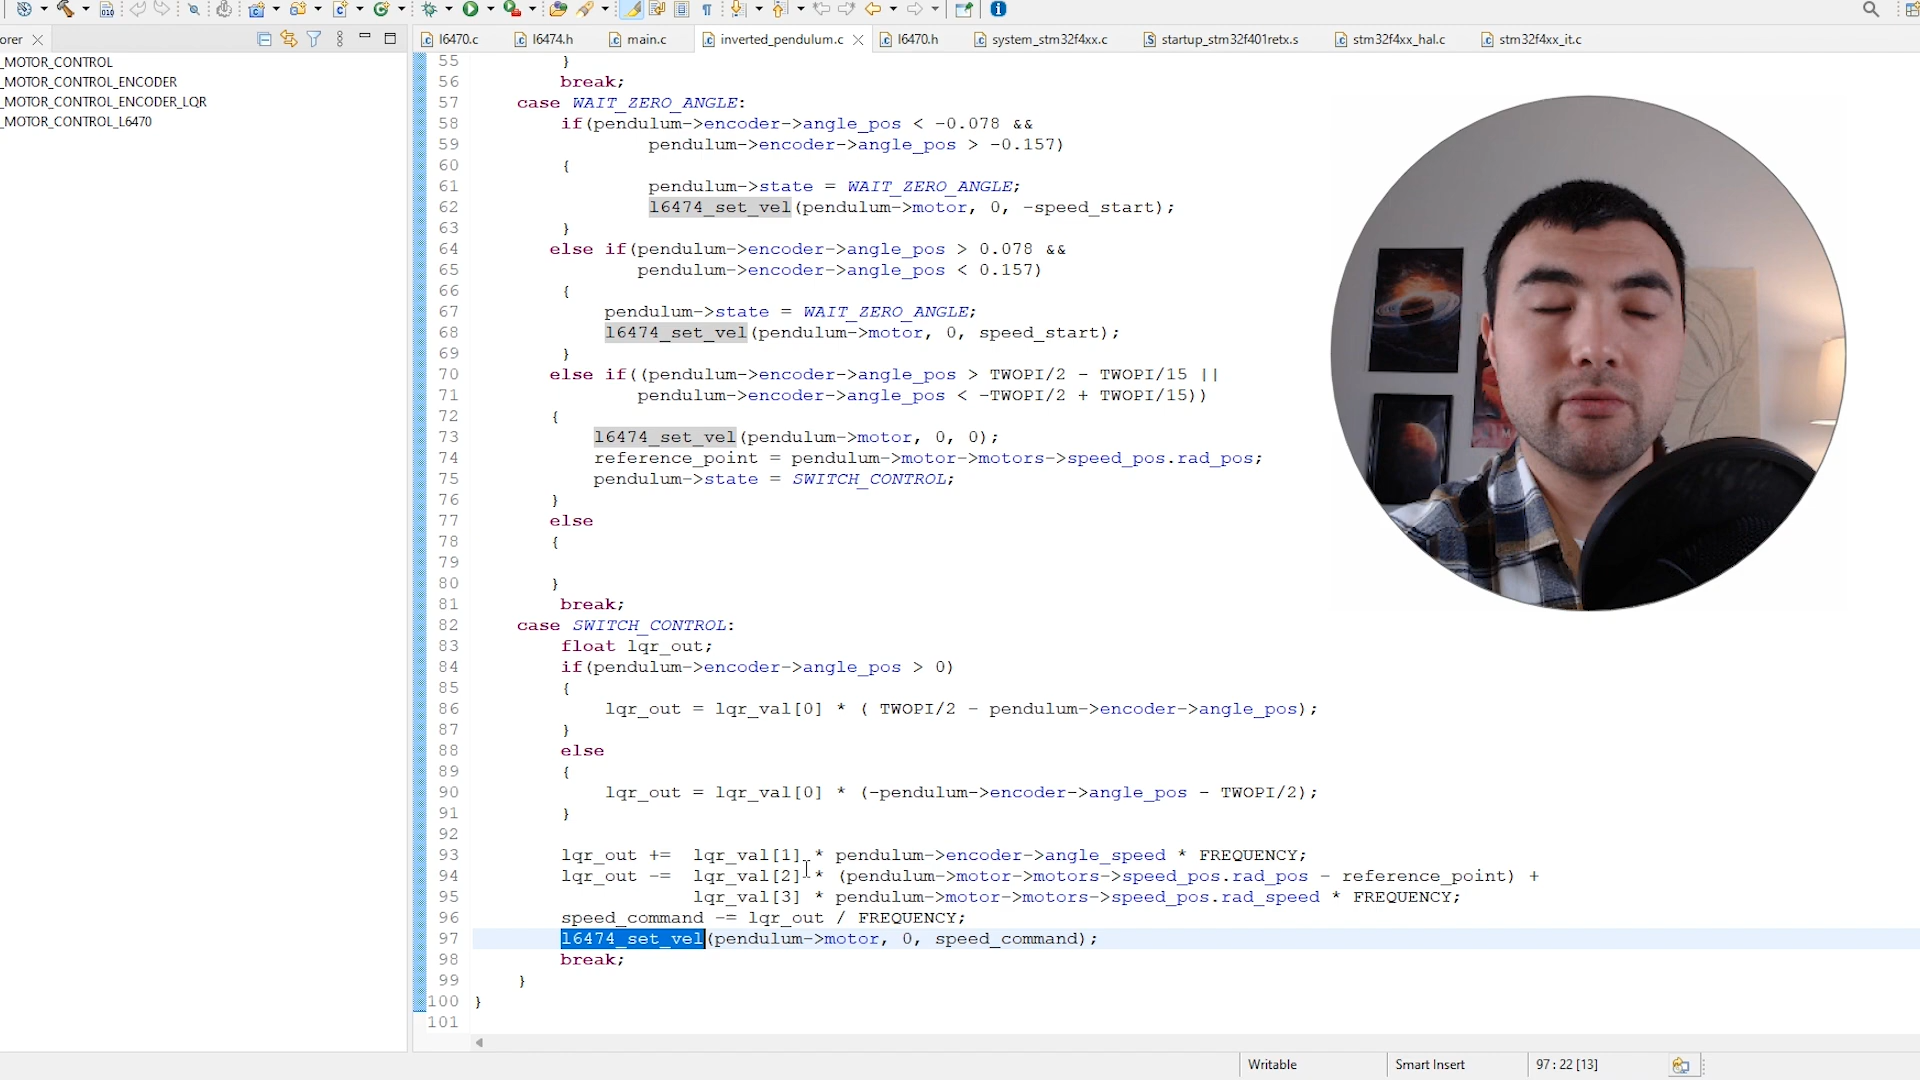 orer
l6470.c
l6474.h
main.c
inverted_pendulum.c
l6470.h
system_stm32f4xx.c
startup_stm32f401retx.s
stm32f4xx_hal.c
stm32f4xx_it.c
_MOTOR_CONTROL
_MOTOR_CONTROL_ENCODER
_MOTOR_CONTROL_ENCODER_LQR
_MOTOR_CONTROL_L6470
55 }
56 break;
57 case WAIT_ZERO_ANGLE:
58 if(pendulum->encoder->angle_pos < -0.078 &&
59 pendulum->encoder->angle_pos > -0.157)
60 {
61 pendulum->state = WAIT_ZERO_ANGLE;
62 l6474_set_vel(pendulum->motor, 0, -speed_start);
63 }
64 else if(pendulum->encoder->angle_pos > 0.078 &&
65 pendulum->encoder->angle_pos < 0.157)
66 {
67 pendulum->state = WAIT_ZERO_ANGLE;
68 l6474_set_vel(pendulum->motor, 0, speed_start);
69 }
70 else if((pendulum->encoder->angle_pos > TWOPI/2 - TWOPI/15 ||
71 pendulum->encoder->angle_pos < -TWOPI/2 + TWOPI/15))
72 {
73 l6474_set_vel(pendulum->motor, 0, 0);
74 reference_point = pendulum->motor->motors->speed_pos.rad_pos;
75 pendulum->state = SWITCH_CONTROL;
76 }
77 else
78 {
79
80 }
81 break;
82 case SWITCH_CONTROL:
83 float lqr_out;
84 if(pendulum->encoder->angle_pos > 0)
85 {
86 lqr_out = lqr_val[0] * ( TWOPI/2 - pendulum->encoder->angle_pos);
87 }
88 else
89 {
90 lqr_out = lqr_val[0] * (-pendulum->encoder->angle_pos - TWOPI/2);
91 }
92
93 lqr_out += lqr_val[1] * pendulum->encoder->angle_speed * FREQUENCY;
94 lqr_out -= lqr_val[2] * (pendulum->motor->motors->speed_pos.rad_pos - reference_point) +
95 lqr_val[3] * pendulum->motor->motors->speed_pos.rad_speed * FREQUENCY;
96 speed_command -= lqr_out / FREQUENCY;
97 l6474_set_vel(pendulum->motor, 0, speed_command);
98 break;
99 }
100 }
101
Writable
Smart Insert
97 : 22 [13]